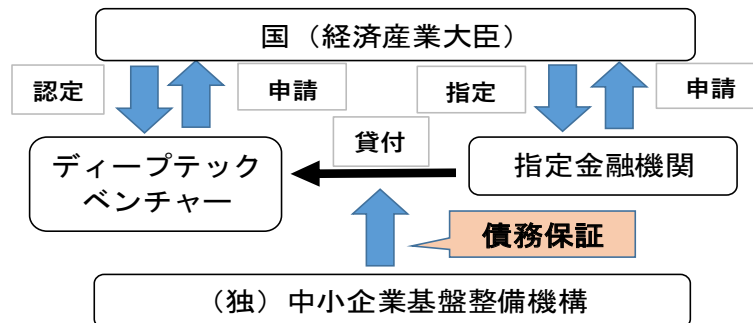 国（経済産業大臣）
認定
申請
指定
申請
貸付
ディープテック
ベンチャー
指定金融機関
債務保証
（独）中小企業基盤整備機構